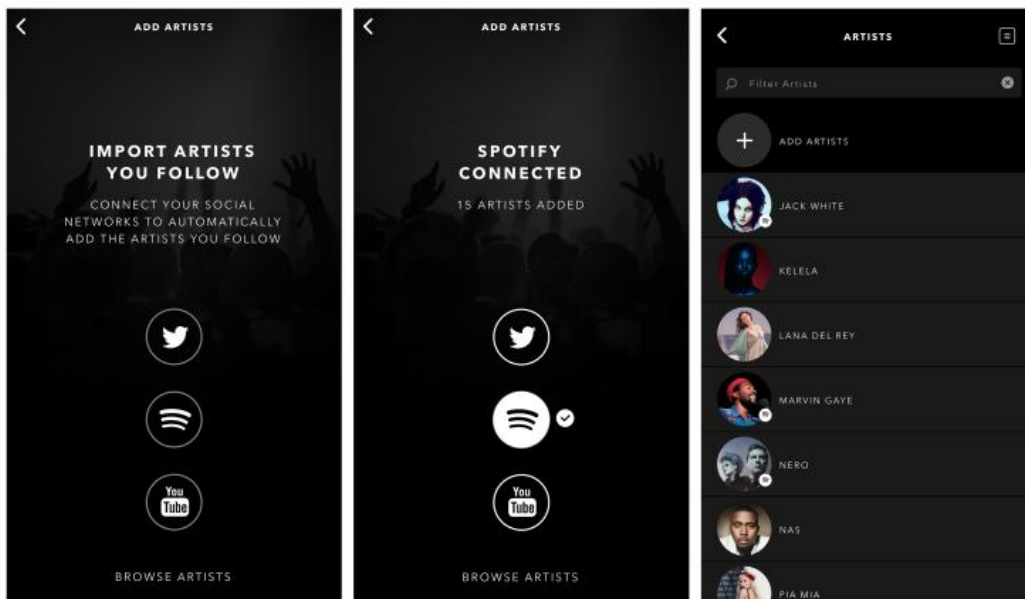 ADD ARTISTS
IMPORT ARTISTS
YOU FOLLOW
CONNECT YOUR SOCIAL
NETWORKS TO AUTOMATICALLY
ADD THE ARTISTS YOU FOLLOW
You
Tube
BROWSE ARTISTS
ADD ARTISTS
SPOTIFY
CONNECTED
15 ARTISTS ADDED
You
Tube
BROWSE ARTISTS
ARTISTS
Filter Artists
ADD ARTISTS
JACK WHITE
KELELA
LANA DEL REY
MARVIN GAYE
NERO
NAS
PIA MIA